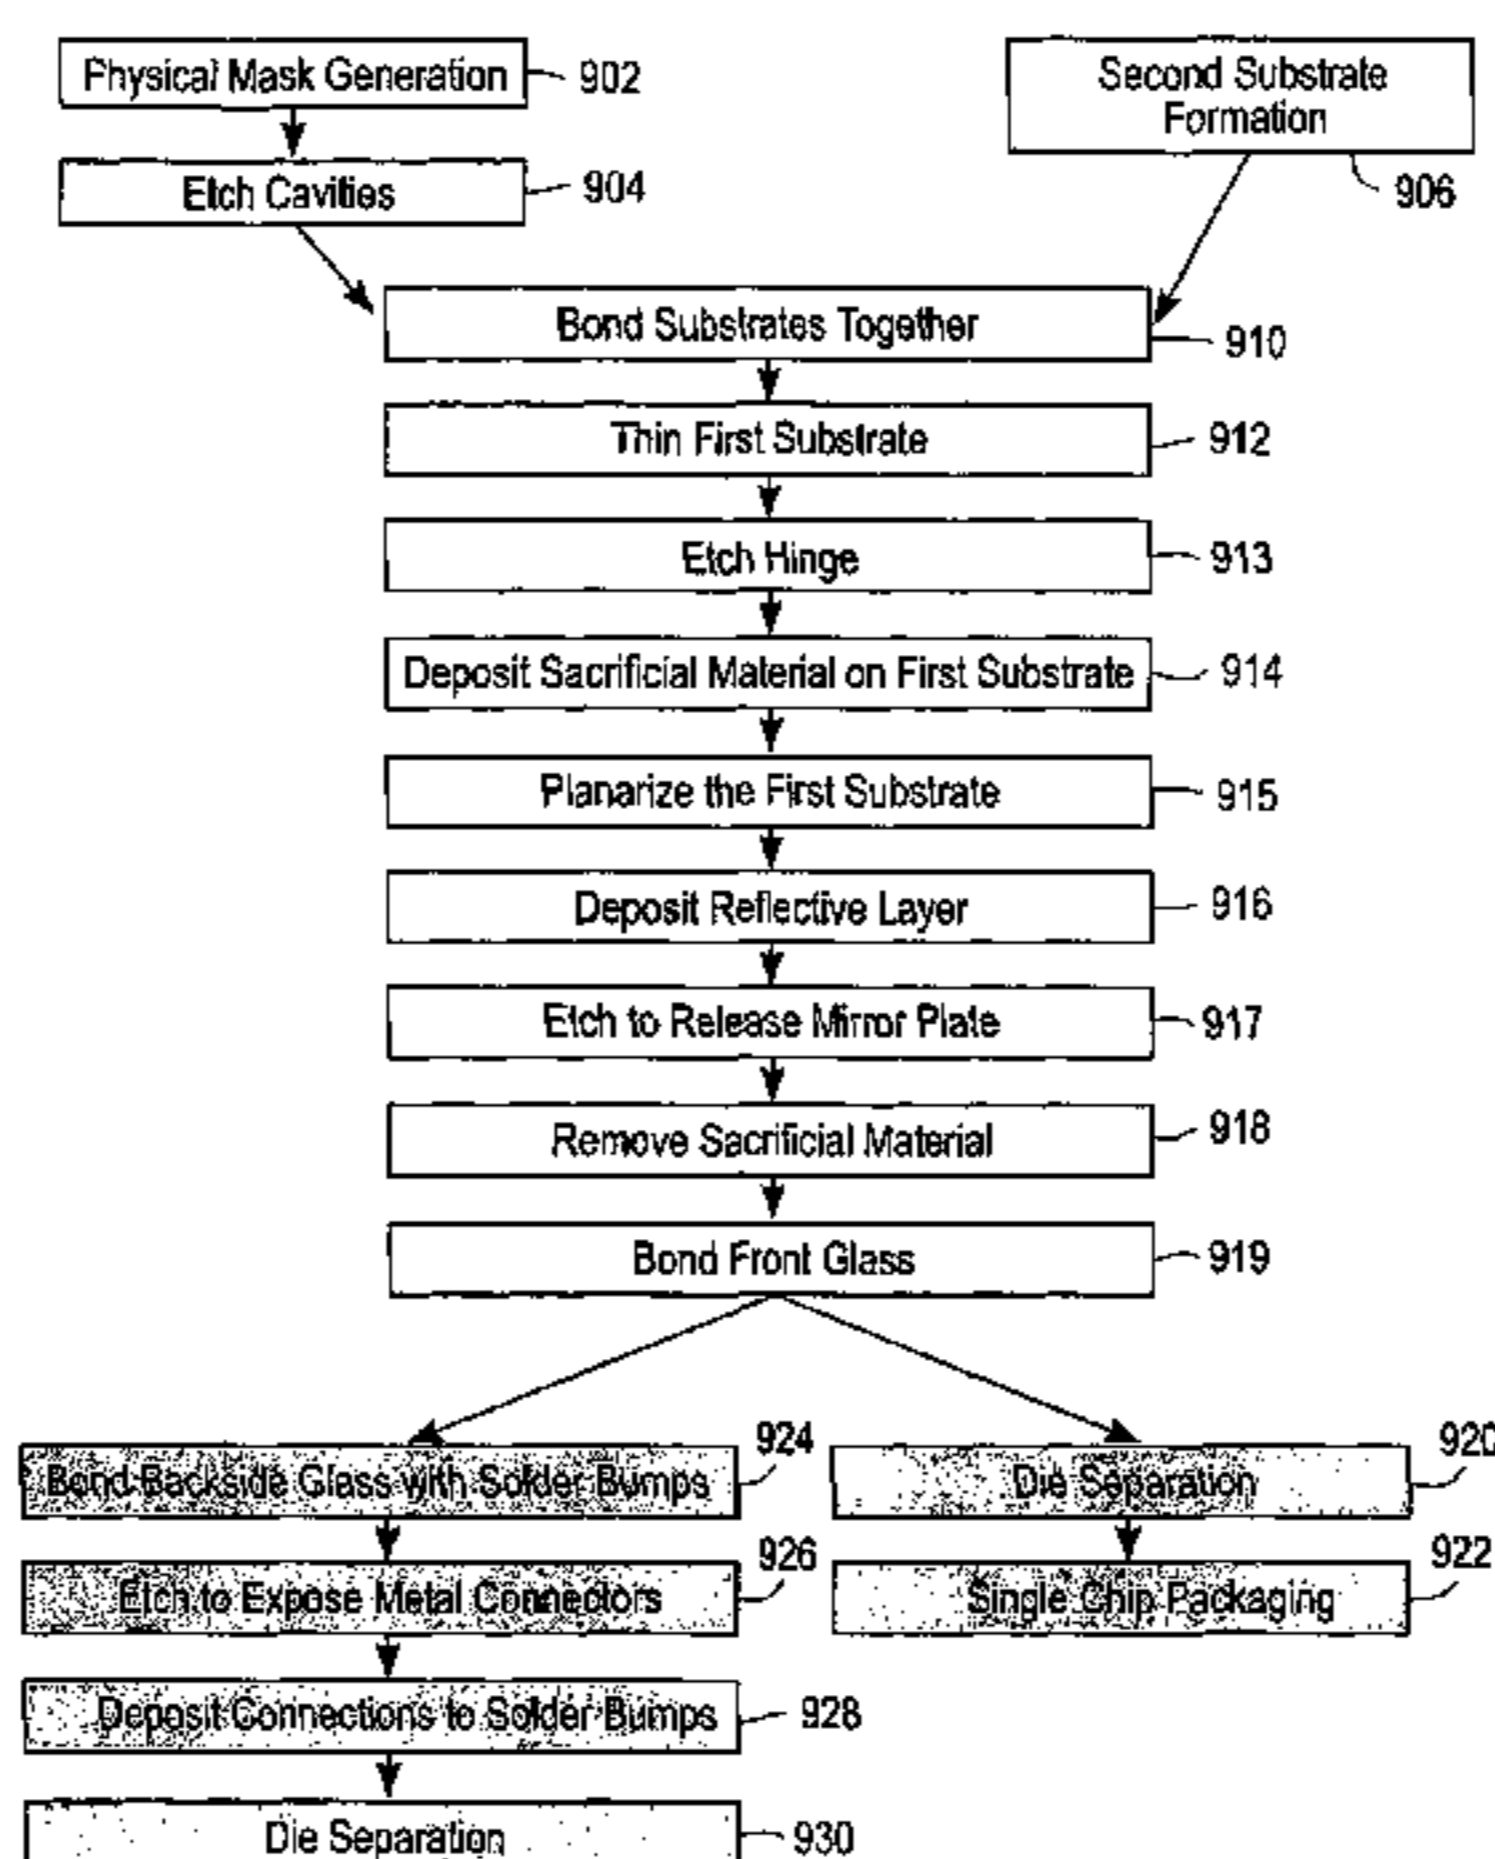 Physical Mask Generation 902
Second Substrate
Formation
Etch Cavities 904
906
Bond Substrates Together
910
Thin First Substrate 912
Etch Hinge 913
Deposit Sacrificial Material on First Substrate 914
Planarize the First Substrate 915
Deposit Reflective Layer 916
Etch to Release Mirror Plate 917
Remove Sacrificial Material 918
Bond Front Glass 919
Bond Backside Glass with Solder Bumps 924
Die Separation 920
Etch to Expose Metal Connectors 926
Single Chip Packaging 922
Deposit Connections to Solder Bumps 928
Die Separation 930